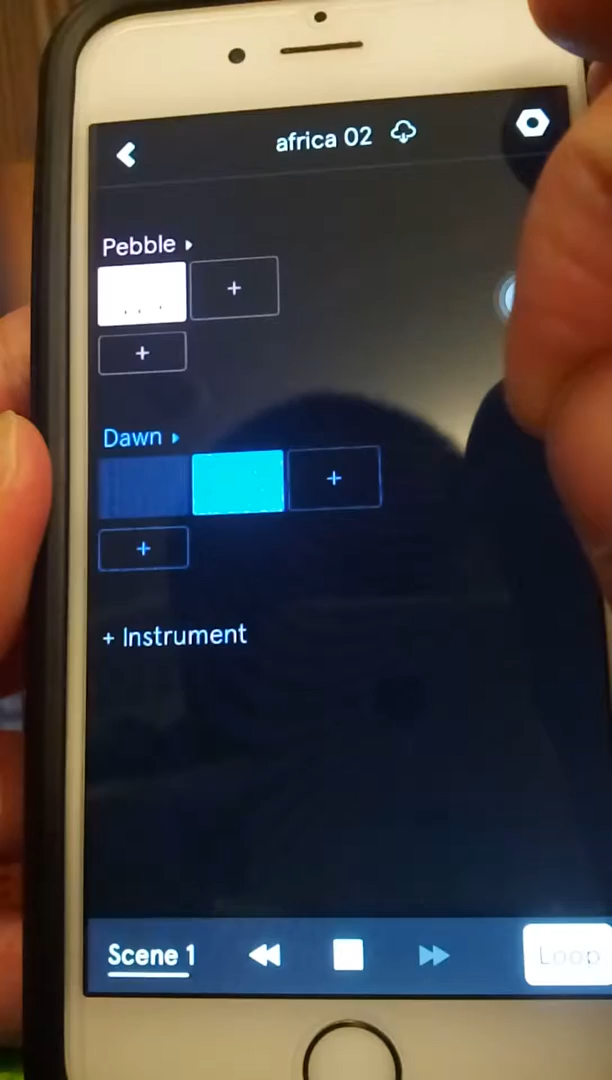 africa 02
Pebble
+
+
Dawn
+
+
+ Instrument
Scene 1
Loop